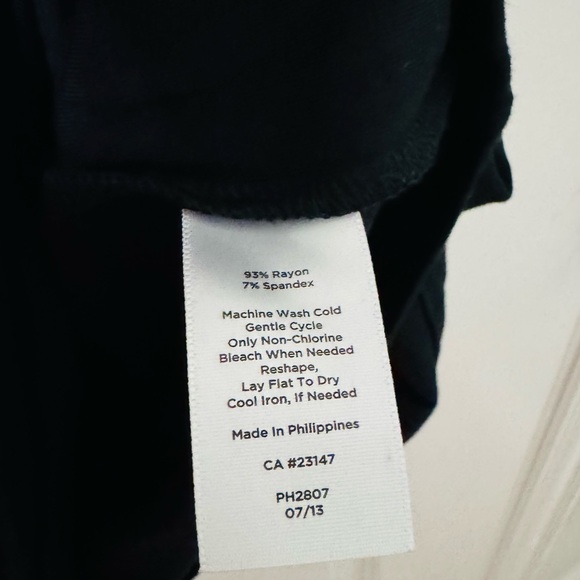 93% Rayon
7% Spandex
Machine Wash Cold
Gentle Cycle
Only Non-Chlorine
Bleach When Needed
Reshape,
Lay Flat To Dry
Cool Iron, If Needed
Made In Philippines
CA #23147
PH2807
07/13